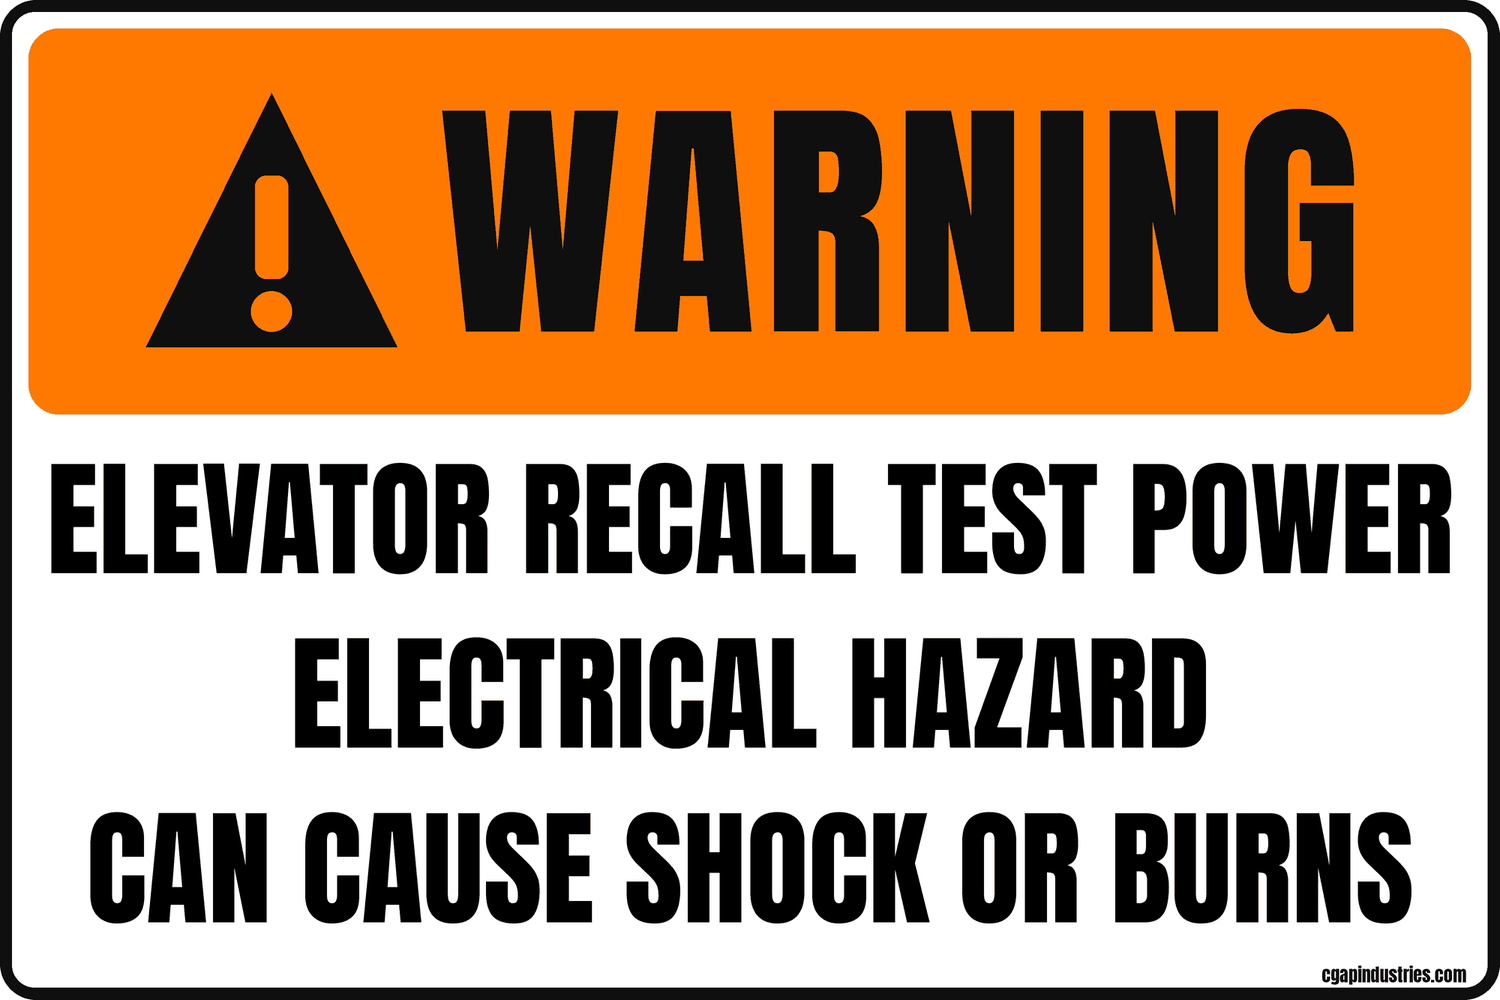 WARNING
ELEVATOR RECALL TEST POWER
ELECTRICAL HAZARD
CAN CAUSE SHOCK OR BURNS
cgapindustries.com